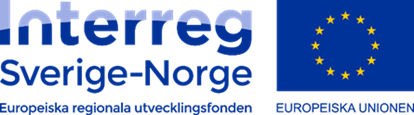 Interreg
Sverige-Norge
Europeiska regionala utvecklingsfonden
EUROPEISKA UNIONEN